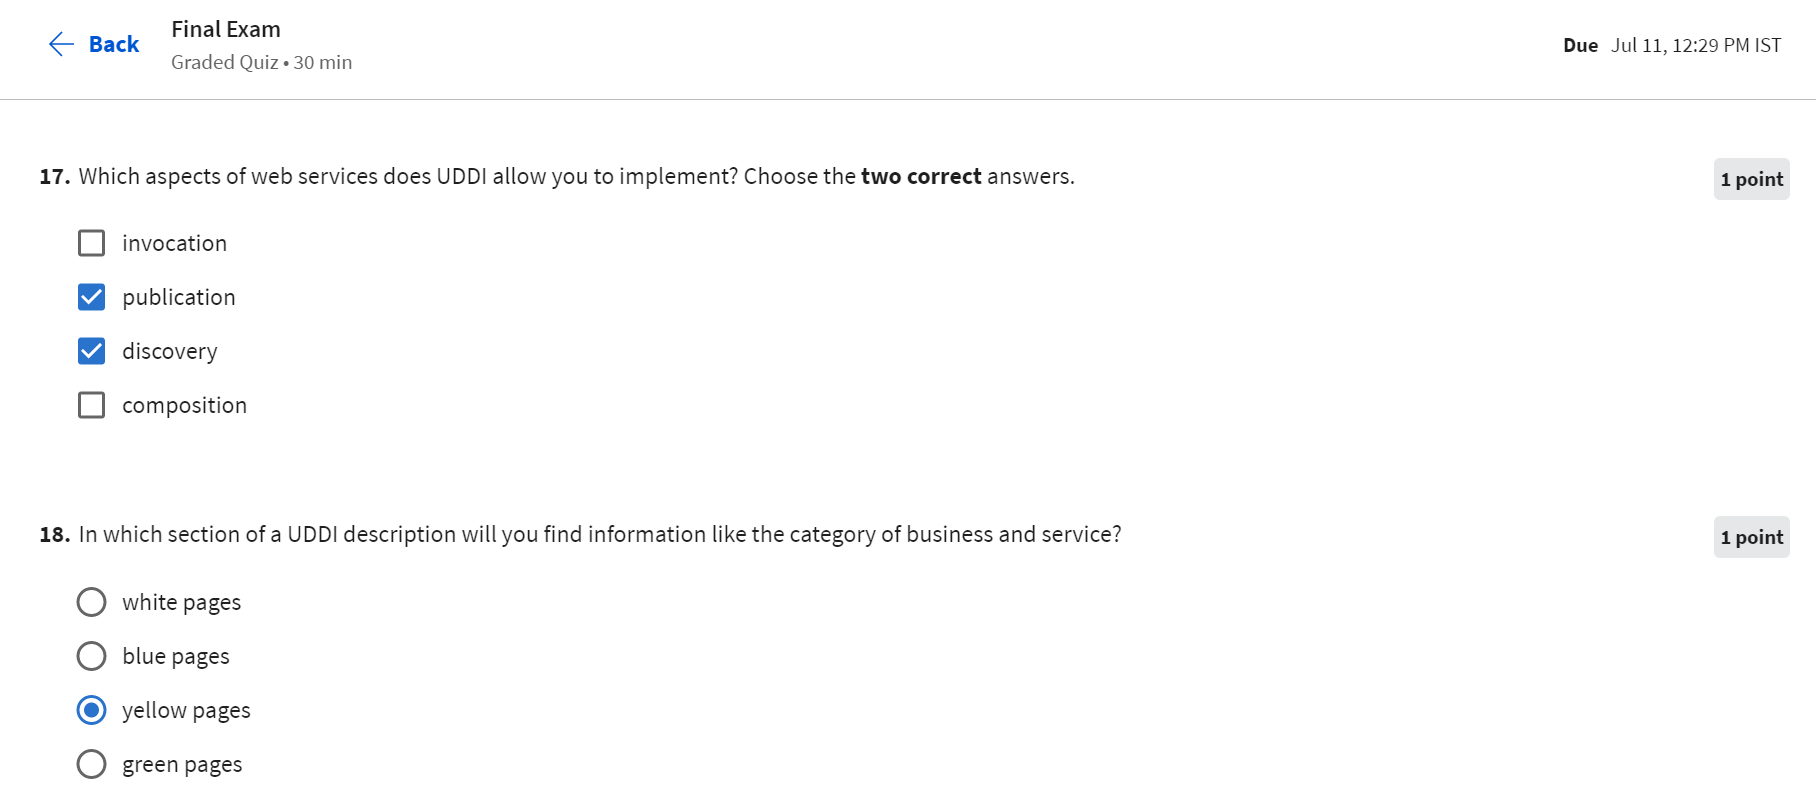 Back
Final Exam
Graded Quiz • 30 min
Due Jul 11, 12:29 PM IST
17. Which aspects of web services does UDDI allow you to implement? Choose the two correct answers.
1 point
invocation
publication
discovery
composition
18. In which section of a UDDI description will you find information like the category of business and service?
1 point
white pages
blue pages
yellow pages
green pages